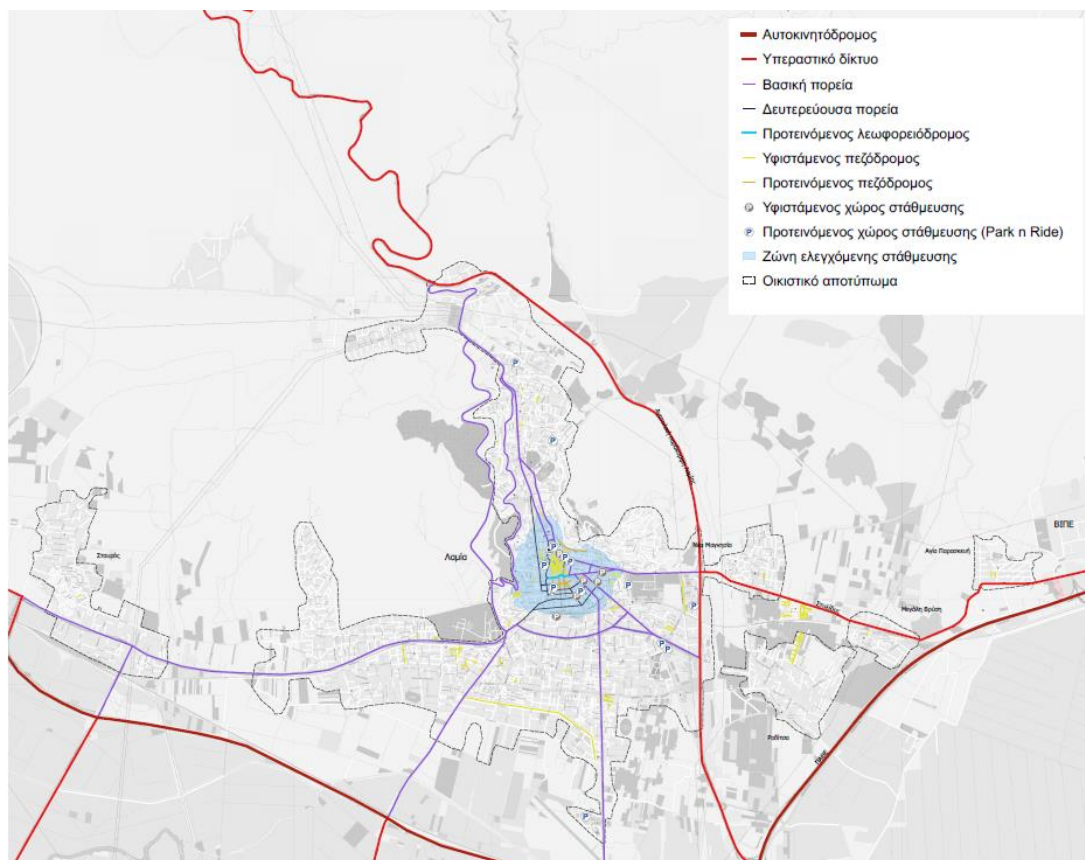 Αυτοκινητόδρομος
Υπεραστικό δίκτυο
Βασική πορεία
Δευτερεύουσα πορεία
Προτεινόμενος λεωφορειόδρομος
Υφιστάμενος πεζόδρομος
Προτεινόμενος πεζόδρομος
Υφιστάμενος χώρος στάθμευσης
P Προτεινόμενος χώρος στάθμευσης (Park n Ride)
Ζώνη ελεγχόμενης στάθμευσης
Οικιστικό αποτύπωμα
ΒΙΠΕ
Νέα Μαγνησία
Αγία Παρασκευή
Σταυρός
Λαμία
Μεγάλη Βρύση
Ροδίτσα